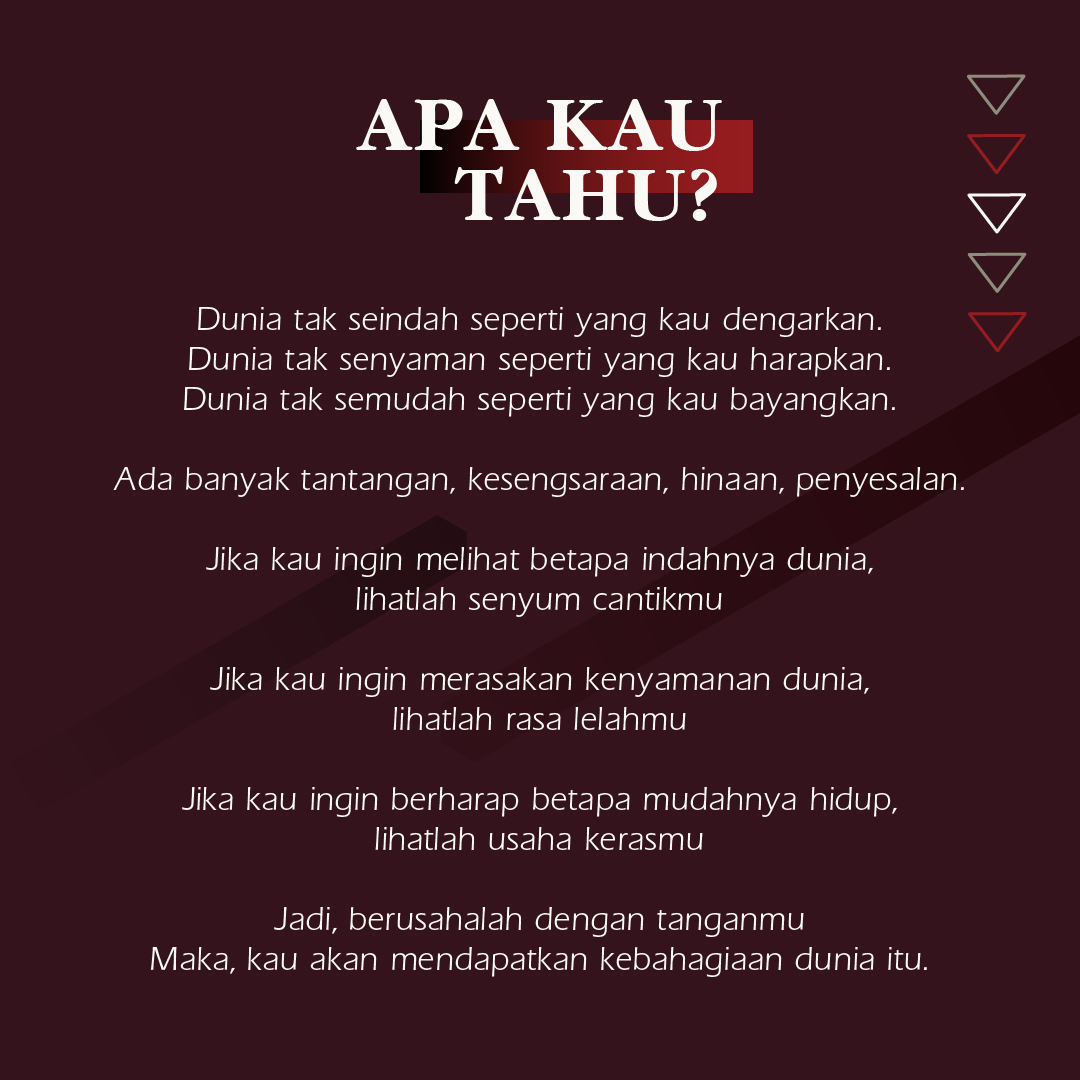 APA KAU
TAHU?
Dunia tak seindah seperti yang kau dengarkan.
Dunia tak senyaman seperti yang kau harapkan.
Dunia tak semudah seperti yang kau bayangkan.
Ada banyak tantangan, kesengsaraan, hinaan, penyesalan.
Jika kau ingin melihat betapa indahnya dunia,
lihatlah senyum cantikmu
Jika kau ingin merasakan kenyamanan dunia,
lihatlah rasa lelahmu
Jika kau ingin berharap betapa mudahnya hidup,
lihatlah usaha kerasmu
Jadi, berusahalah dengan tanganmu
Maka, kau akan mendapatkan kebahagiaan dunia itu.